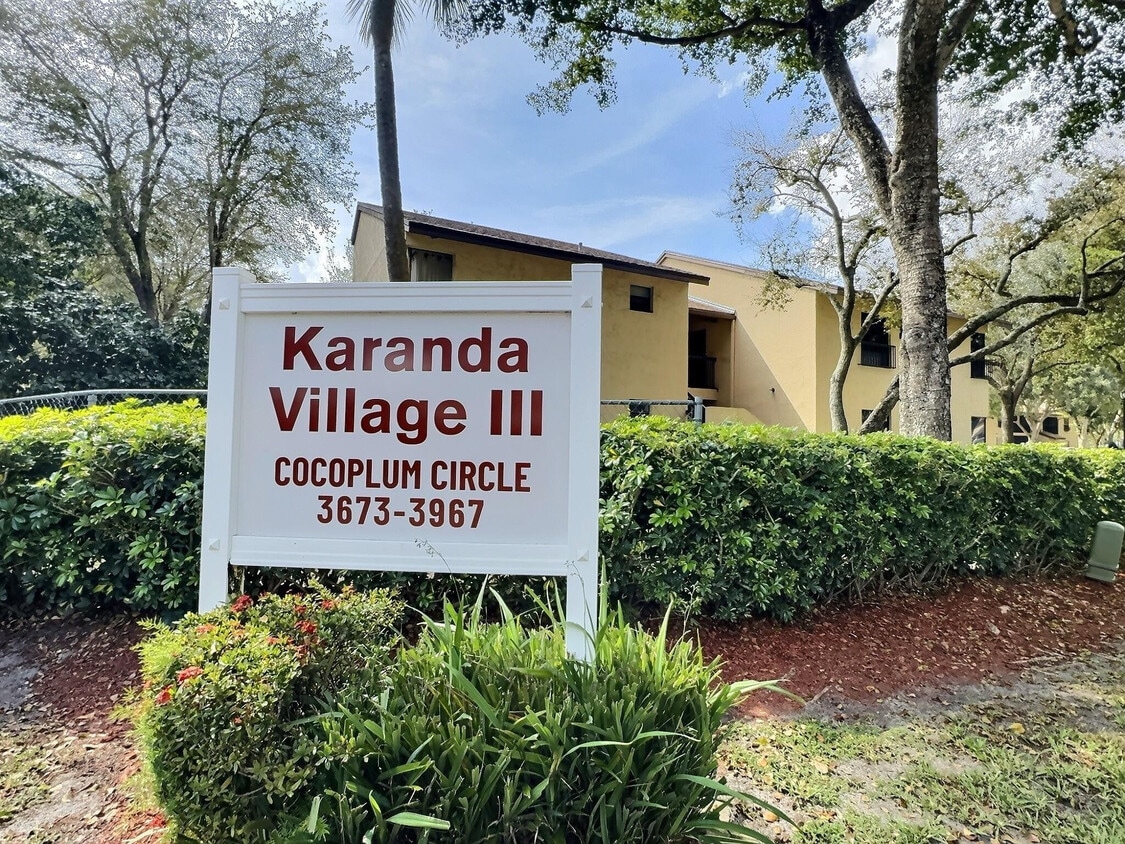 Karanda
Village III
COCOPLUM CIRCLE
3673-3967